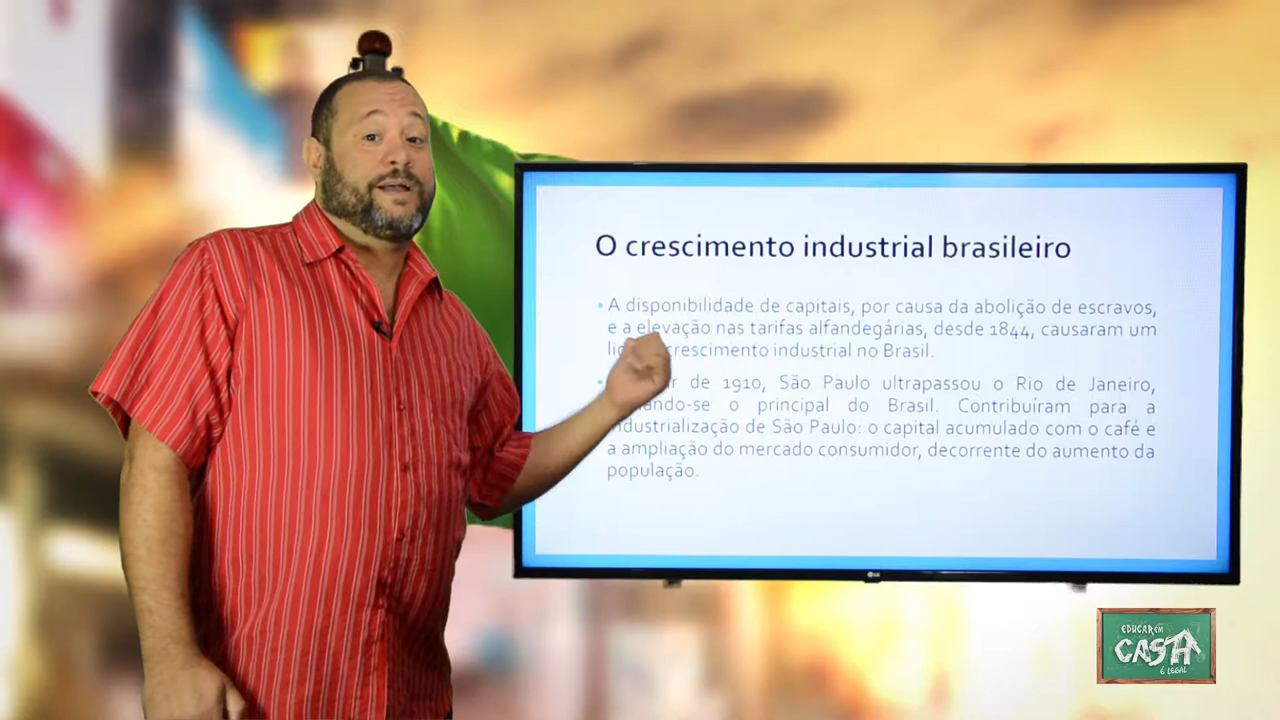 O crescimento industrial brasileiro
A disponibilidade de capitais, por causa da abolição de escravos,
e a elevação nas tarifas alfandegárias, desde 1844, causaram um
crescimento industrial no Brasil.
de 1910, São Paulo ultrapassou o Rio de Janeiro,
o principal do Brasil. Contribuíram para a
industrialização de São Paulo: o capital acumulado com o café e
a ampliação do mercado consumidor, decorrente do aumento da
população.
LG
EDUCAR EM
CASA
É LEGAL